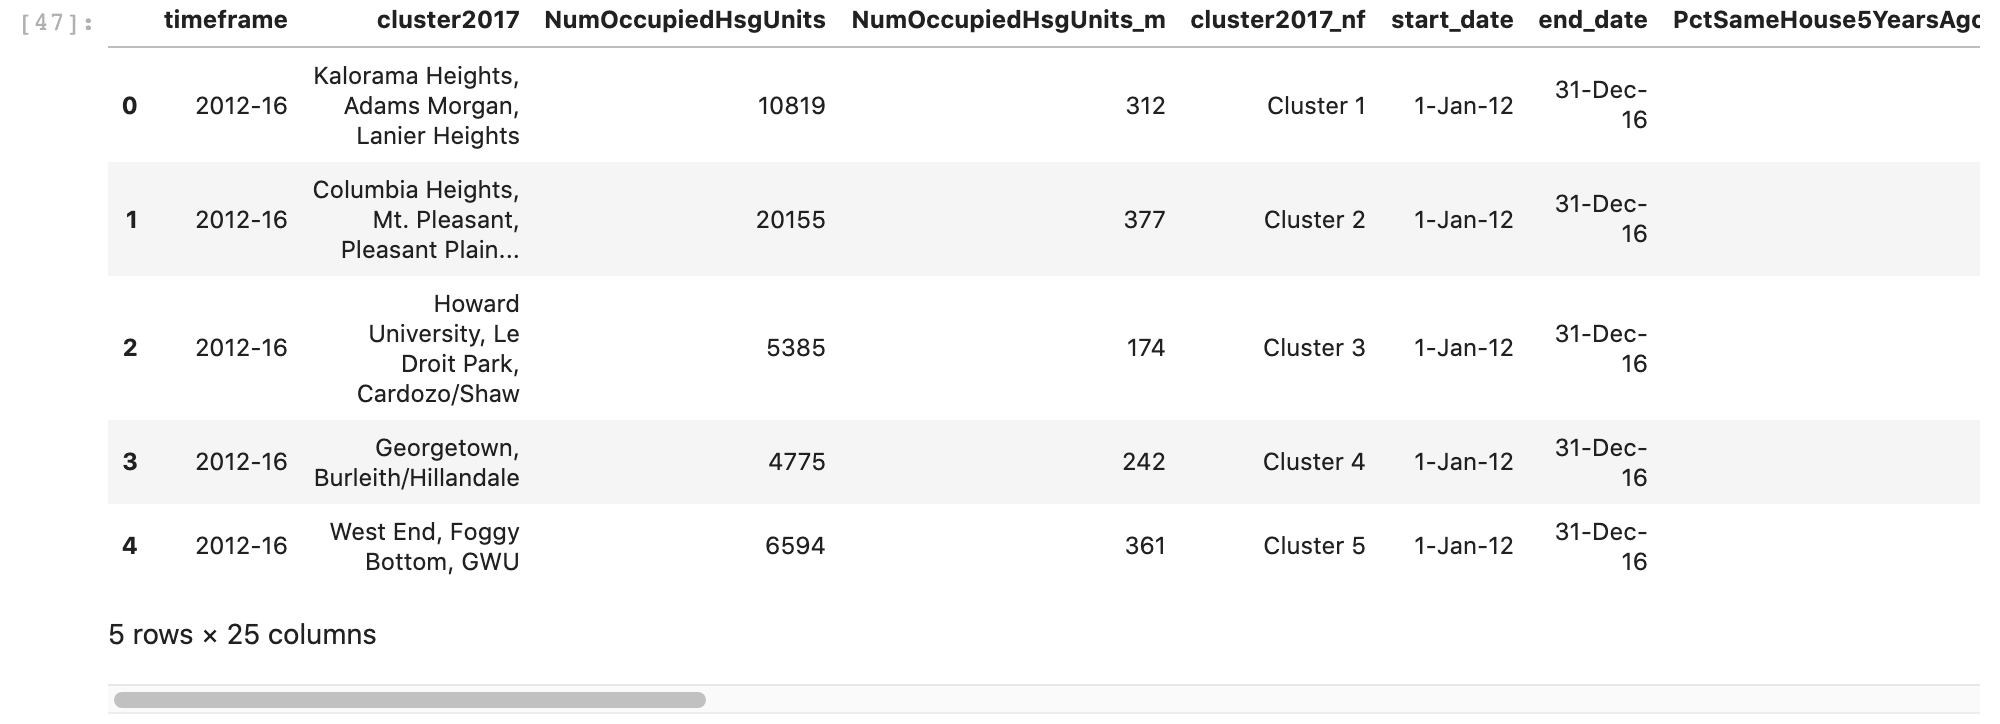 [47]:
timeframe cluster2017 NumOccupiedHsgUnits NumOccupiedHsgUnits_m cluster2017_nf start_date end_date PctSameHouse5YearsAgo
0 2012-16 Kalorama Heights, Adams Morgan, Lanier Heights 10819 312 Cluster 1 1-Jan-12 31-Dec-16
1 2012-16 Columbia Heights, Mt. Pleasant, Pleasant Plain... 20155 377 Cluster 2 1-Jan-12 31-Dec-16
2 2012-16 Howard University, Le Droit Park, Cardozo/Shaw 5385 174 Cluster 3 1-Jan-12 31-Dec-16
3 2012-16 Georgetown, Burleith/Hillandale 4775 242 Cluster 4 1-Jan-12 31-Dec-16
4 2012-16 West End, Foggy Bottom, GWU 6594 361 Cluster 5 1-Jan-12 31-Dec-16
5 rows × 25 columns